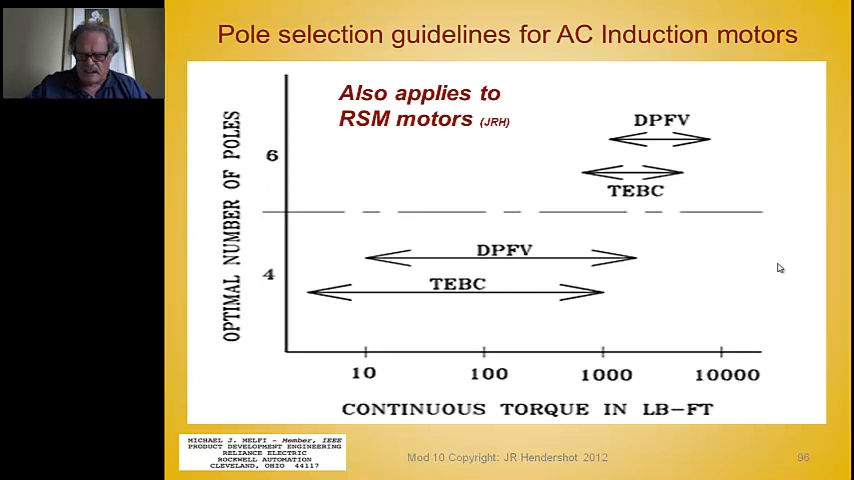 Pole selection guidelines for AC Induction motors
Also applies to
RSM motors (JRH)
OPTIMAL NUMBER OF POLES
6
4
DPFV
TEBC
DPFV
TEBC
10 100 1000 10000
CONTINUOUS TORQUE IN LB-FT
MICHAEL J. MELFI - Member, IEEE
PRODUCT DEVELOPMENT ENGINEERING
RELIANCE ELECTRIC
ROCKWELL AUTOMATION
CLEVELAND, OHIO 44117
Mod 10 Copyright: JR Hendershot 2012
96